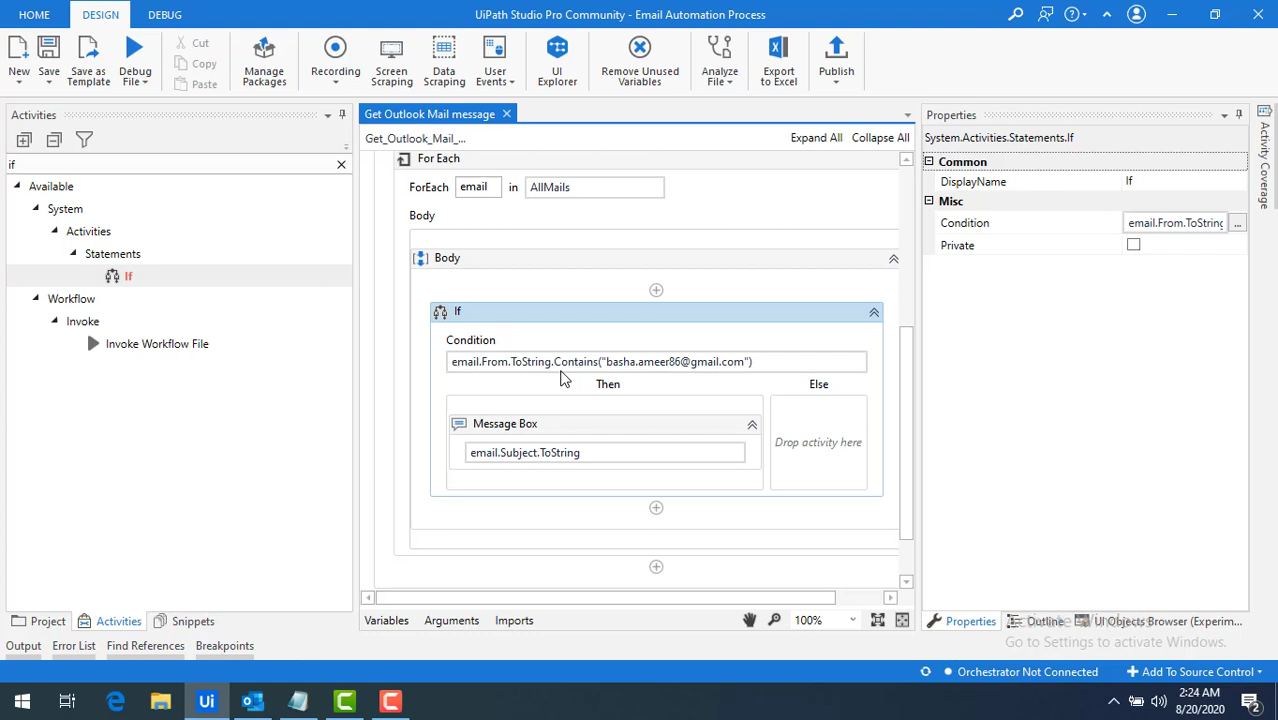 HOME
DESIGN
DEBUG
UiPath Studio Pro Community - Email Automation Process
New
Save
Save as Template
Debug File
Cut
Copy
Paste
Manage Packages
Recording
Screen Scraping
Data Scraping
User Events
UI Explorer
Remove Unused Variables
Analyze File
Export to Excel
Publish
Activities
if
Available
System
Activities
Statements
If
Workflow
Invoke
Invoke Workflow File
Project
Activities
Snippets
Get Outlook Mail message
Get_Outlook_Mail_...
Expand All
Collapse All
For Each
ForEach
email
in
AllMails
Body
Body
If
Condition
email.From.ToString.Contains("basha.ameer86@gmail.com")
Then
Else
Message Box
email.Subject.ToString
Drop activity here
Variables
Arguments
Imports
100%
Properties
System.Activities.Statements.If
Common
DisplayName
If
Misc
Condition
email.From.ToString
...
Private
Activity Coverage
Properties
Outline
UI Objects Browser (Experim...
Activate Windows
Go to Settings to activate Windows.
Output
Error List
Find References
Breakpoints
Orchestrator Not Connected
Add To Source Control
Ui
2:24 AM
8/20/2020
2